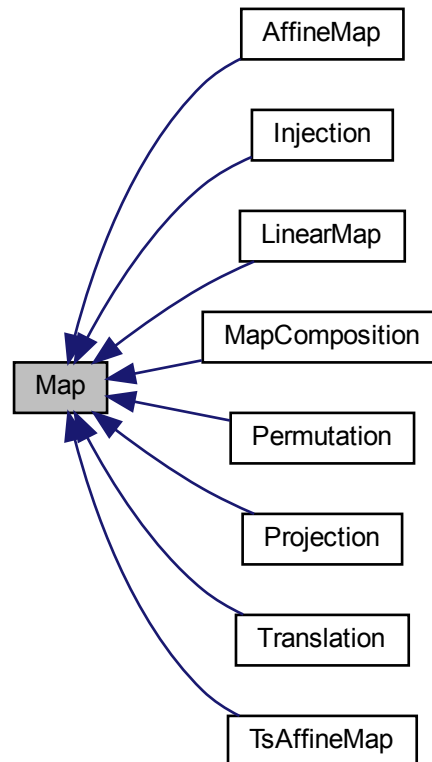 AffineMap
Injection
LinearMap
MapComposition
Map
Permutation
Projection
Translation
TsAffineMap